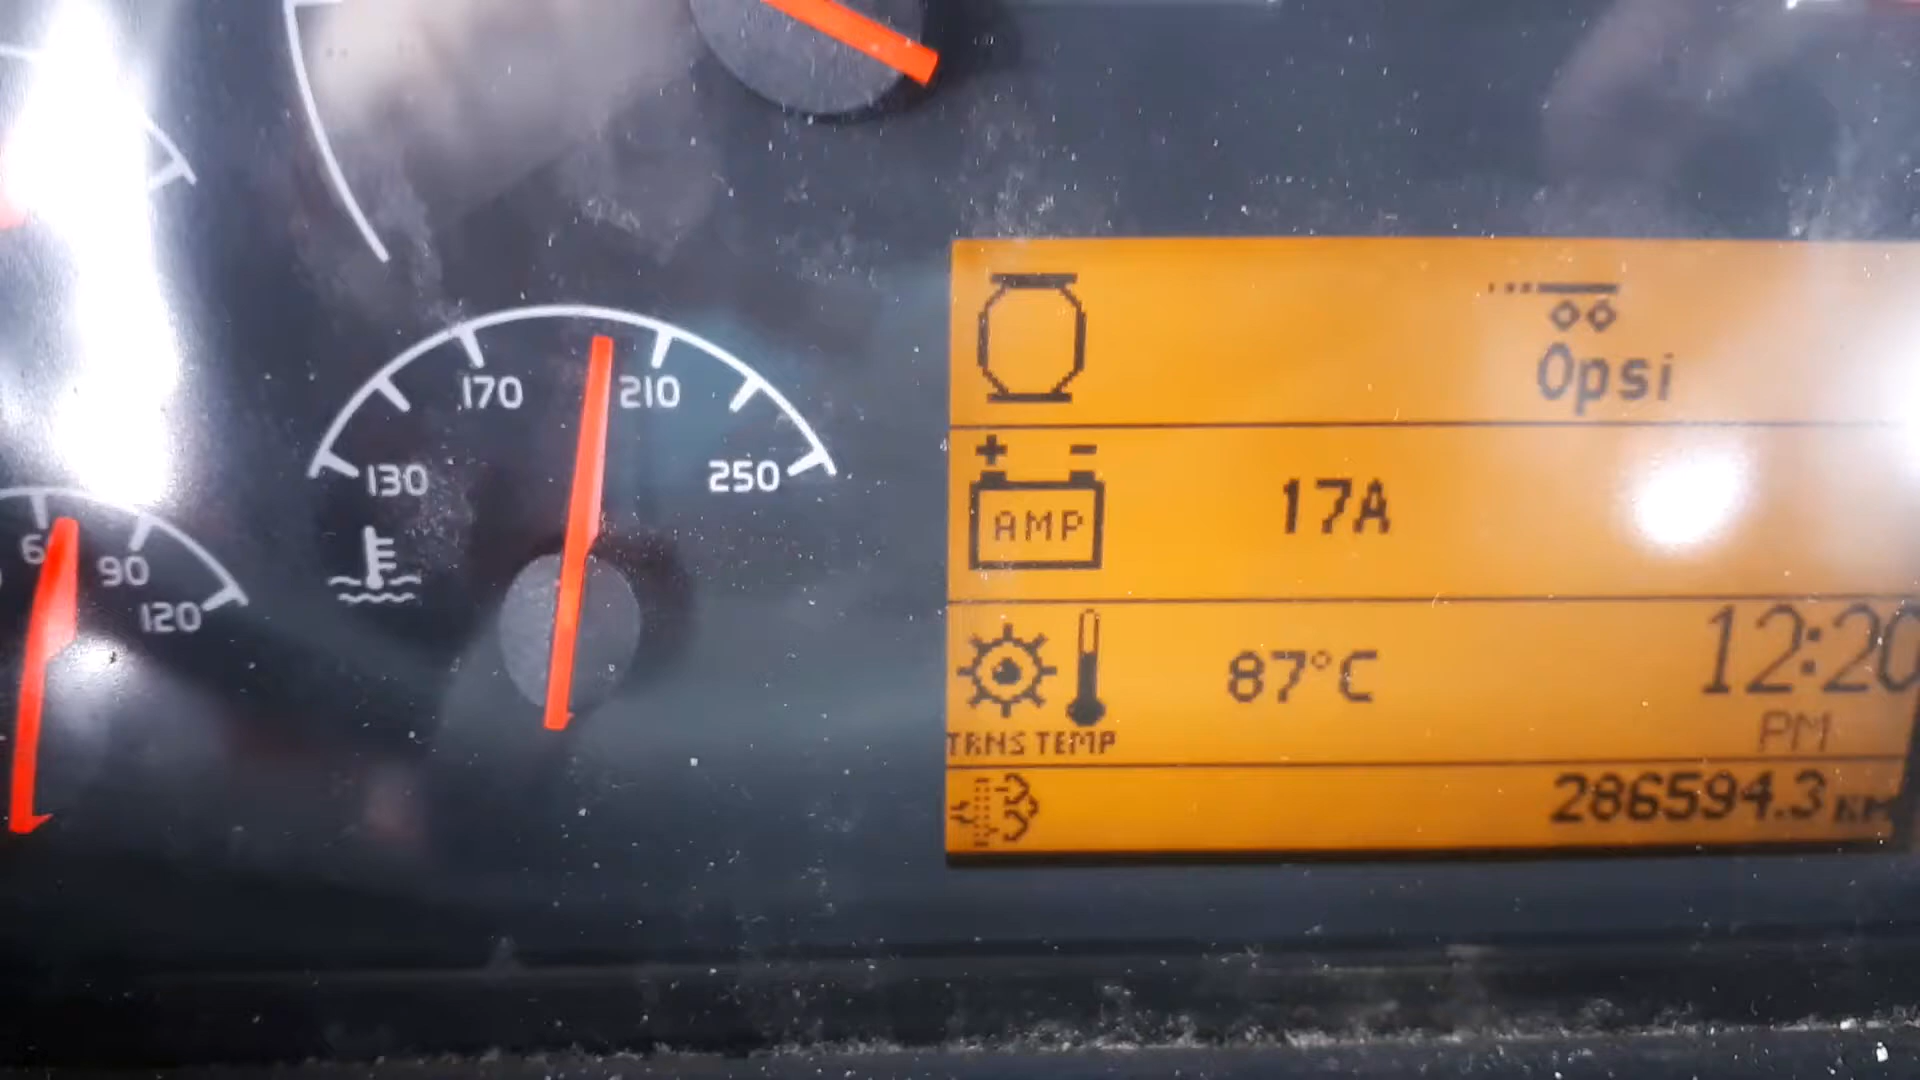 170
210
130
250
6
90
120
0psi
+ -
AMP
17A
87°C
12:20
PM
TRNS TEMP
286594.3 KM